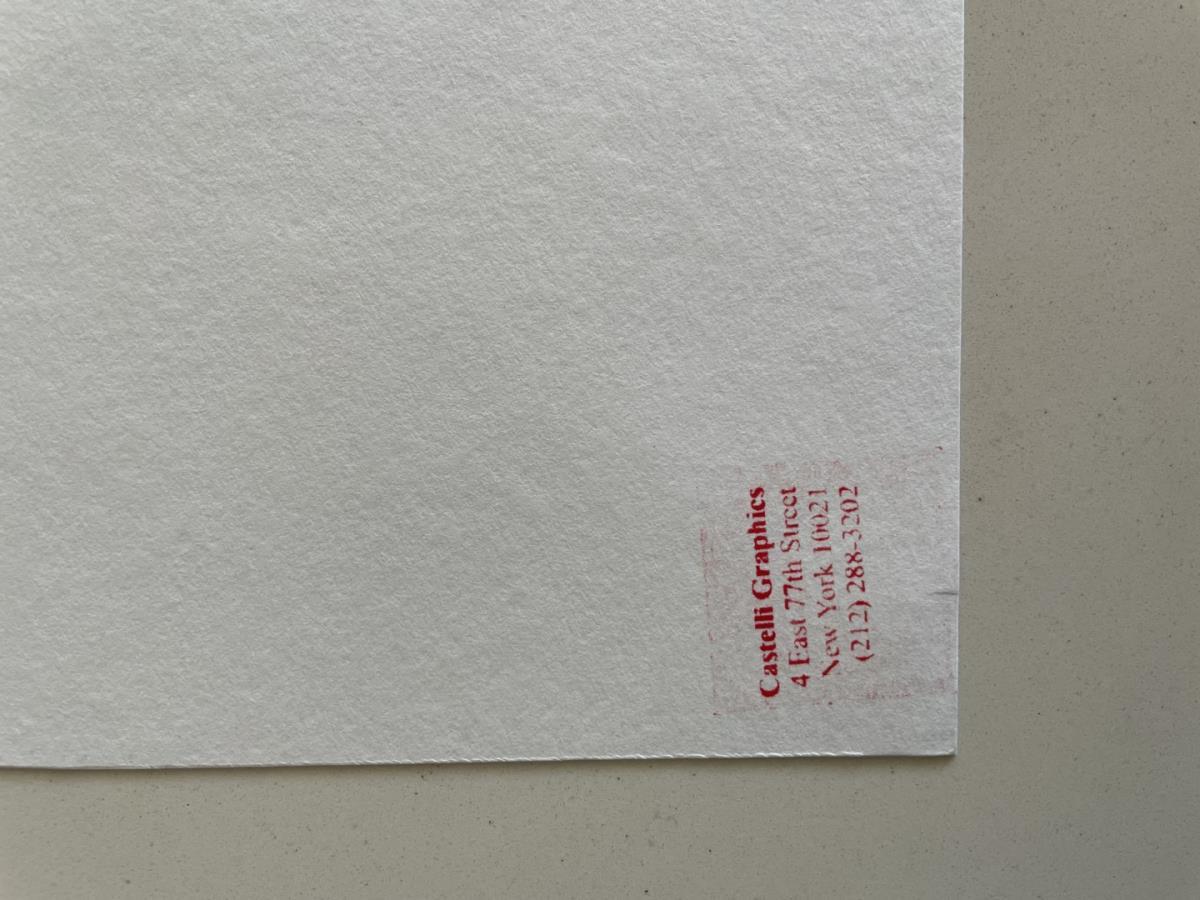 Castelli Graphics
4 East 77th Street
New York 10021
(212) 288-3202